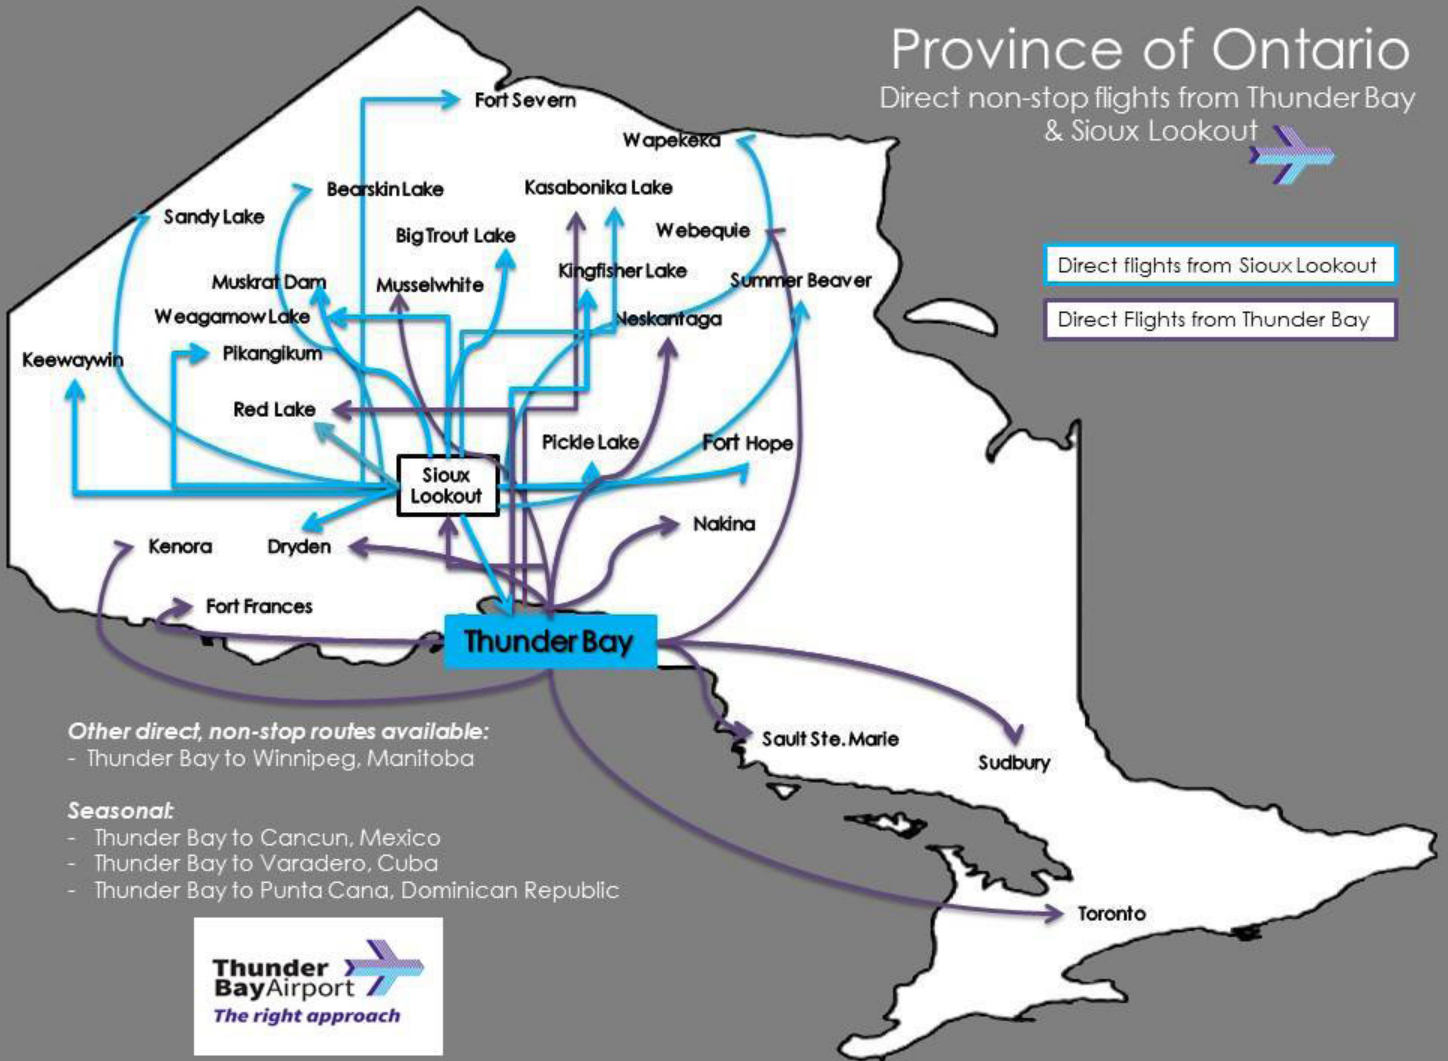 Province of Ontario
Direct non-stop flights from Thunder Bay
& Sioux Lookout
Direct flights from Sioux Lookout
Direct Flights from Thunder Bay
Fort Severn
Wapekeka
Bearskin Lake
Kasabonika Lake
Sandy Lake
Big Trout Lake
Webequie
Muskrat Dam
Musselwhite
Kingfisher Lake
Summer Beaver
Weagamow Lake
Neskantaga
Keewaywin
Pikangikum
Red Lake
Pickle Lake
Fort Hope
Sioux
Lookout
Nakina
Kenora
Dryden
Fort Frances
Thunder Bay
Sault Ste. Marie
Sudbury
Toronto
Other direct, non-stop routes available:
- Thunder Bay to Winnipeg, Manitoba
Seasonal:
- Thunder Bay to Cancun, Mexico
- Thunder Bay to Varadero, Cuba
- Thunder Bay to Punta Cana, Dominican Republic
Thunder
BayAirport
The right approach